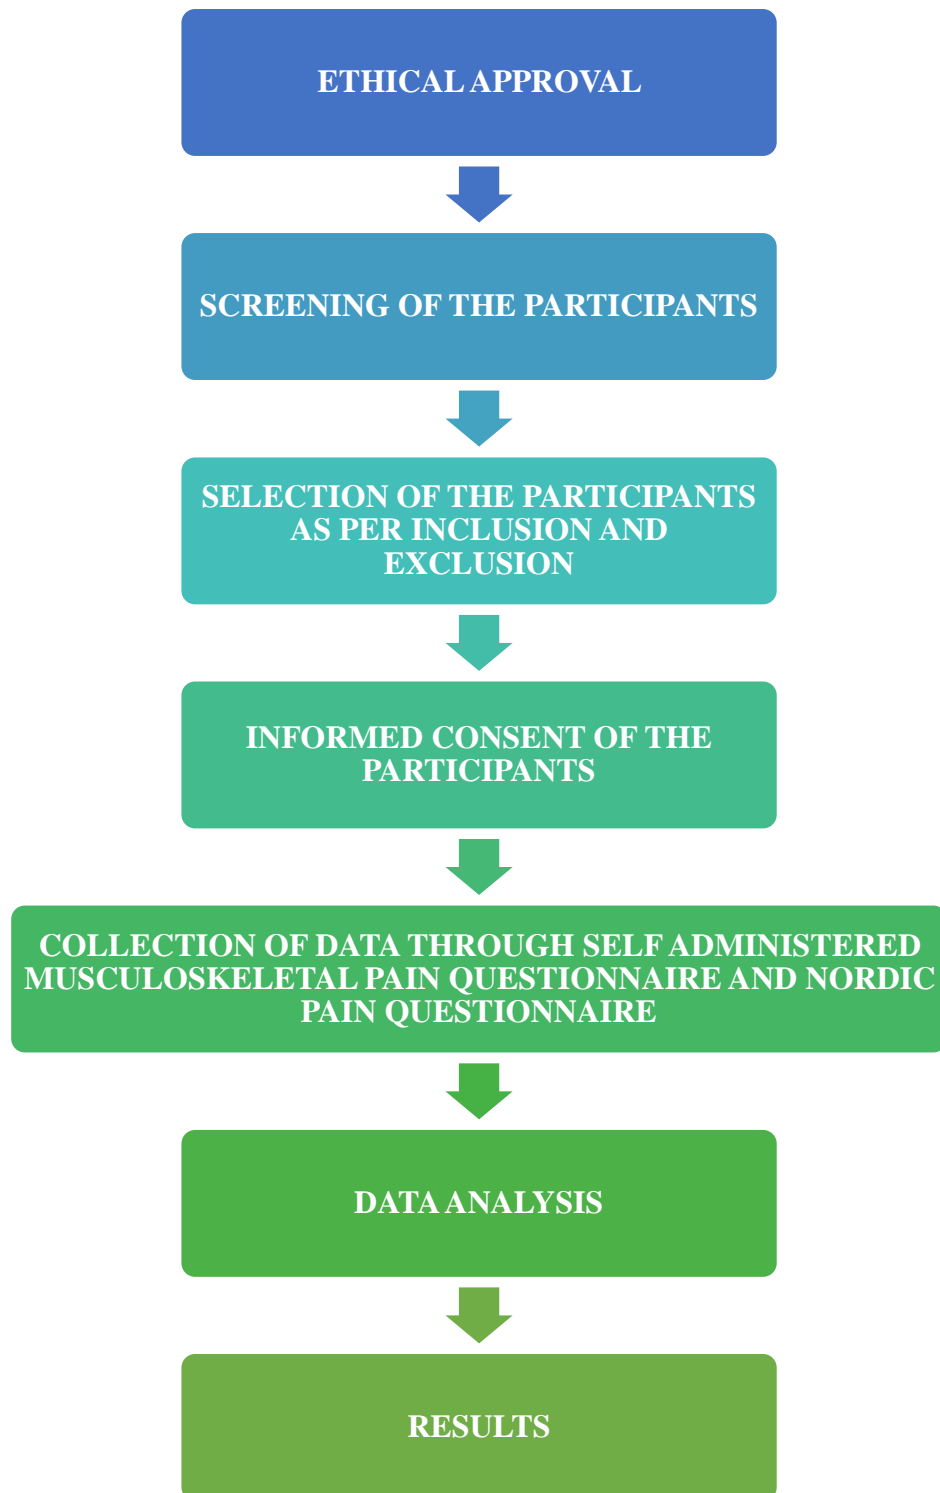 ETHICAL APPROVAL
SCREENING OF THE PARTICIPANTS
SELECTION OF THE PARTICIPANTS
AS PER INCLUSION AND
EXCLUSION
INFORMED CONSENT OF THE
PARTICIPANTS
COLLECTION OF DATA THROUGH SELF ADMINISTERED
MUSCULOSKELETAL PAIN QUESTIONNAIRE AND NORDIC
PAIN QUESTIONNAIRE
DATA ANALYSIS
RESULTS